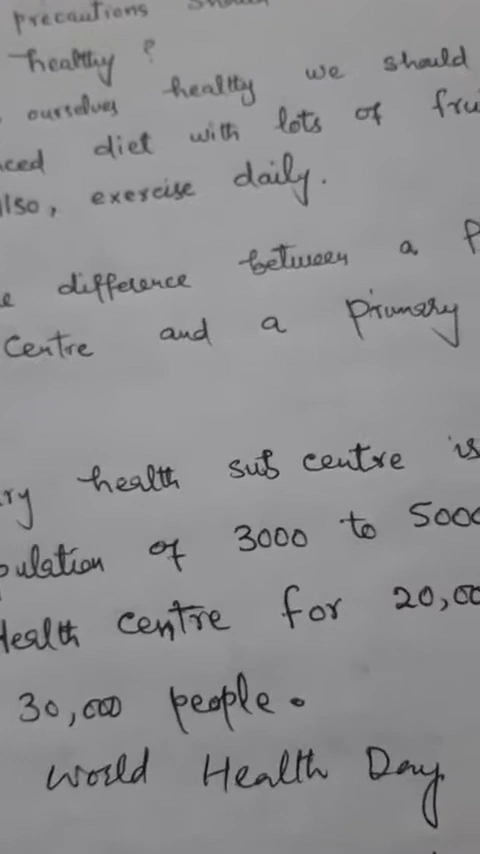 precautions
healthy ?
ourselves healthy we should
diet with lots of
also, exercise daily.
difference between a
Centre and a primary
health sub centre is
of 3000 to 5000
Health centre for 20,00
30,000 people.
World Health Day